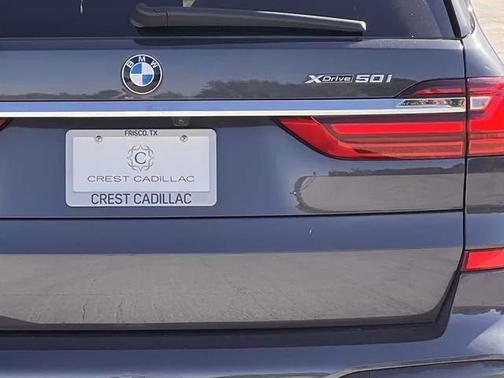 BMW
XDrive 50i
FRISCO, TX
C
CREST CADILLAC
CREST CADILLAC